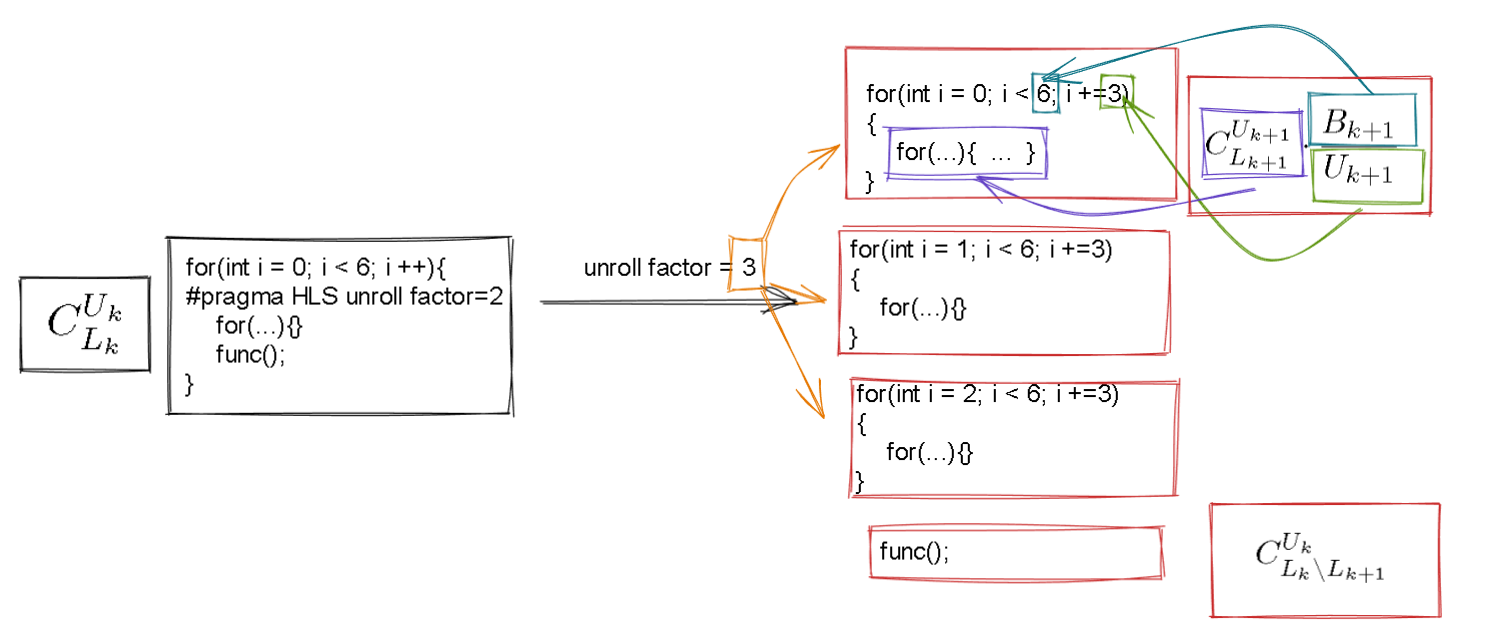 C_{L_k}^{U_k}
for(int i = 0; i < 6; i ++){
#pragma HLS unroll factor=2
for(...){}
func();
}
unroll factor = 3
for(int i = 0; i < 6; i +=3)
{
for(...){ ... }
}
C_{L_{k+1}}^{U_{k+1}} · B_{k+1}
U_{k+1}
for(int i = 1; i < 6; i +=3)
{
for(...){}
}
for(int i = 2; i < 6; i +=3)
{
for(...){}
}
func();
C_{L_k \setminus L_{k+1}}^{U_k}